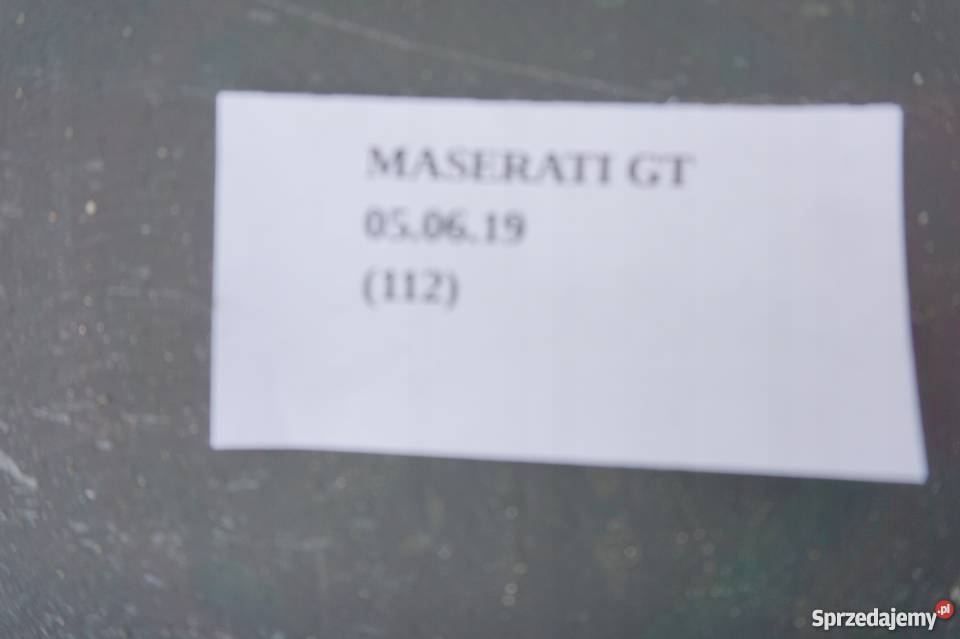 MASERATI GT
05.06.19
(112)
Sprzedajemy.pl